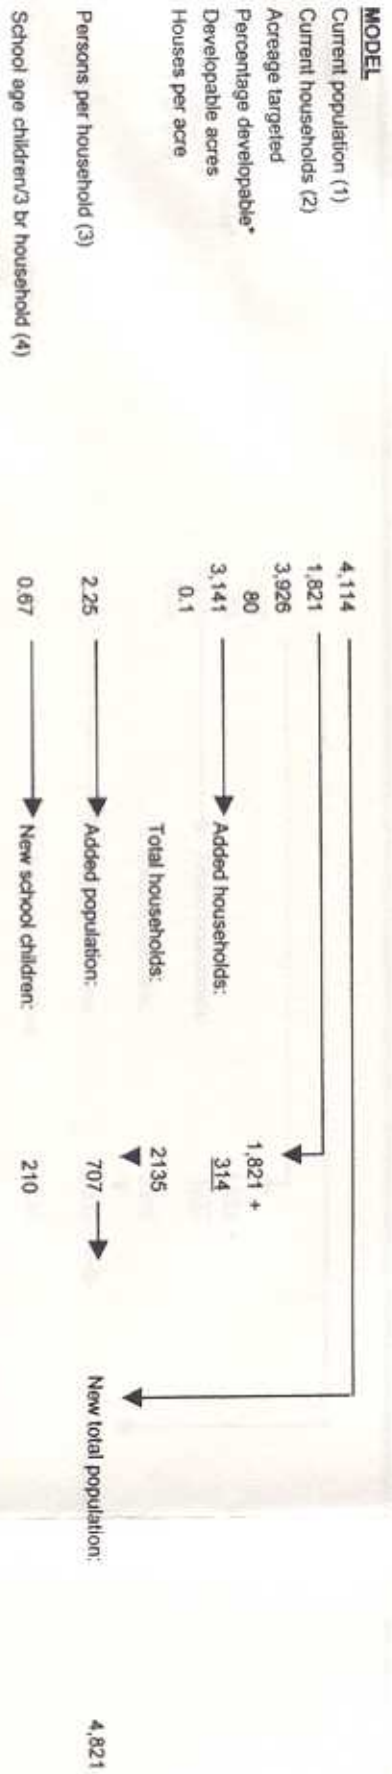 MODEL
Current population (1) 4,114
Current households (2) 1,821
Acreage targeted 3,926
Percentage developable* 80 1,821 +
Developable acres 3,141 Added households: 314
Houses per acre 0.1
Total households: 2135
Persons per household (3) 2.25 Added population: 707 New total population: 4,821
School age children/3 br household (4) 0.67 New school children: 210